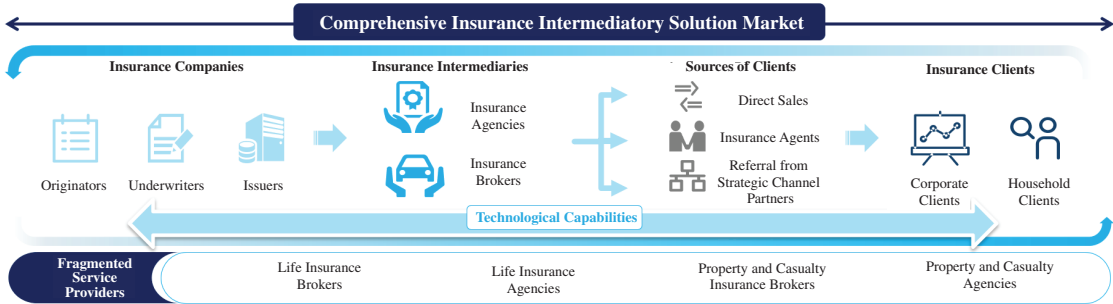 Comprehensive Insurance Intermediatory Solution Market
Insurance Companies
Insurance Intermediaries
Sources of Clients
Insurance Clients
Originators
Underwriters
Issuers
Insurance
Agencies
Insurance
Brokers
Direct Sales
Insurance Agents
Referral from
Strategic Channel
Partners
Corporate
Clients
Household
Clients
Technological Capabilities
Fragmented
Service
Providers
Life Insurance
Brokers
Life Insurance
Agencies
Property and Casualty
Insurance Brokers
Property and Casualty
Agencies